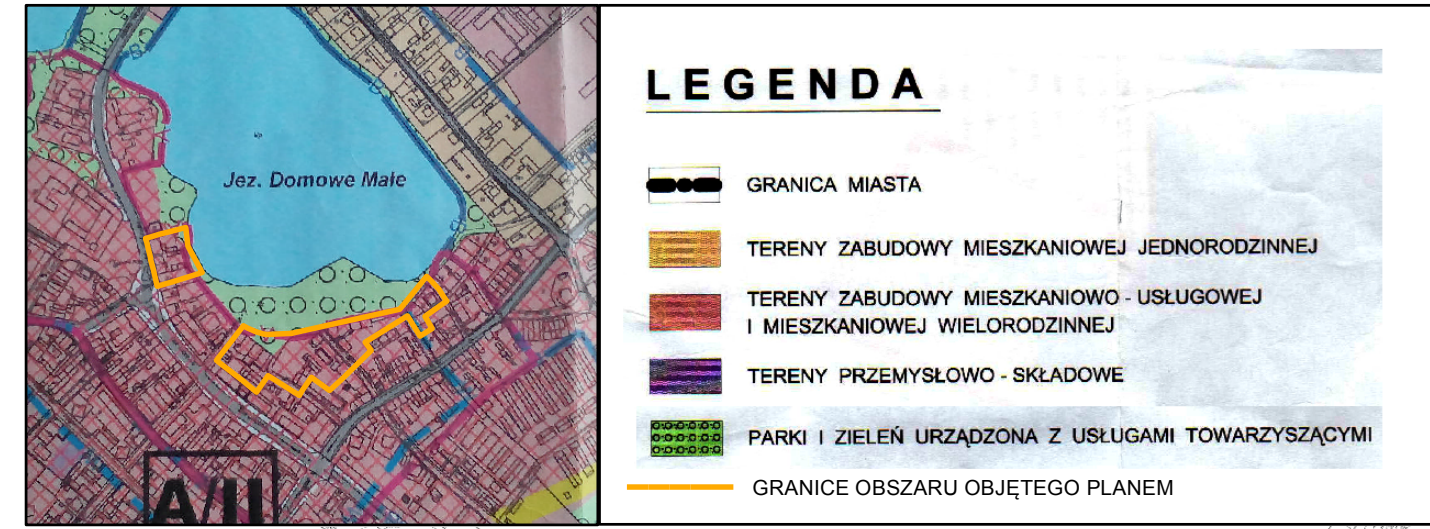 Jez. Domowe Małe
A/II
LEGENDA
GRANICA MIASTA
TERENY ZABUDOWY MIESZKANIOWEJ JEDNORODZINNEJ
TERENY ZABUDOWY MIESZKANIOWO - USŁUGOWEJ
I MIESZKANIOWEJ WIELORODZINNEJ
TERENY PRZEMYSŁOWO - SKŁADOWE
PARKI I ZIELEŃ URZĄDZONA Z USŁUGAMI TOWARZYSZĄCYMI
GRANICE OBSZARU OBJĘTEGO PLANEM